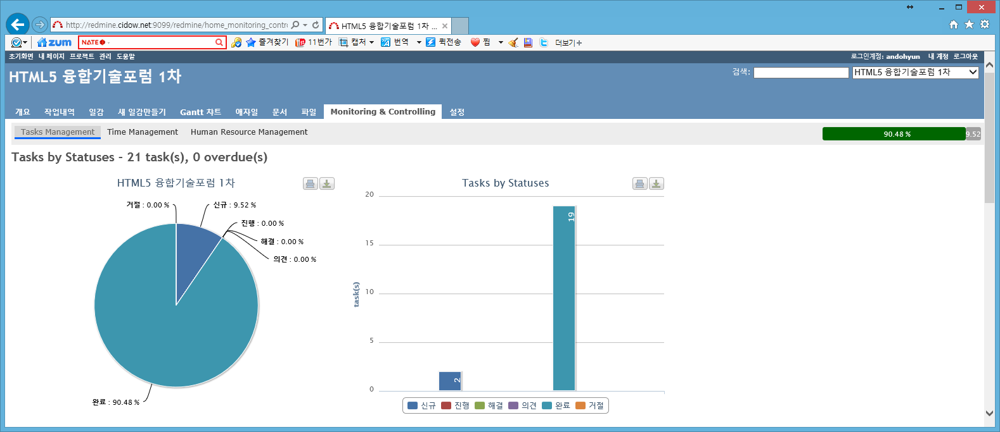 http://redmine.cidow.net:9099/redmine/home_monitoring_contro
HTML5 융합기술포럼 1차 ...
zum NATE 즐겨찾기 11번가 캡처 번역 퀵전송 찜 더보기+
초기화면 내 페이지 프로젝트 관리 도움말 로그인계정: andohyun 내 계정 로그아웃
HTML5 융합기술포럼 1차 검색: HTML5 융합기술포럼 1차
개요 작업내역 일감 새 일감만들기 Gantt 챠트 애자일 문서 파일 Monitoring & Controlling 설정
Tasks Management Time Management Human Resource Management 90.48 % 9.52
Tasks by Statuses - 21 task(s), 0 overdue(s)
HTML5 융합기술포럼 1차
거절 : 0.00 %
신규 : 9.52 %
진행 : 0.00 %
해결 : 0.00 %
의견 : 0.00 %
완료 : 90.48 %
Tasks by Statuses
20
15
10
5
0
task(s)
2
19
신규 진행 해결 의견 완료 거절